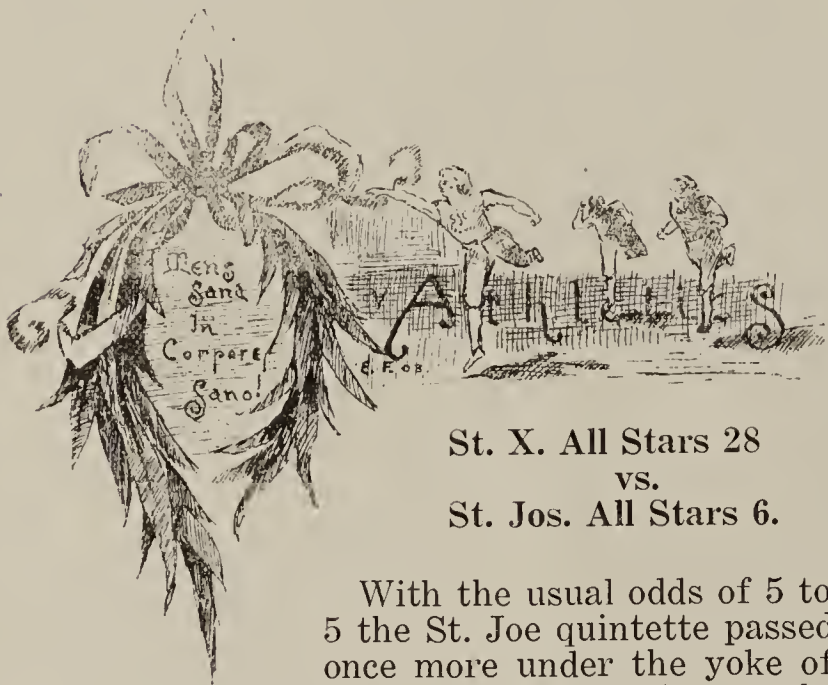 Mens
Sana
In
Corpore
Sano!
ATHLETICS
E. F. 08.
St. X. All Stars 28
vs.
St. Jos. All Stars 6.
With the usual odds of 5 to
5 the St. Joe quintette passed
once more under the yoke of